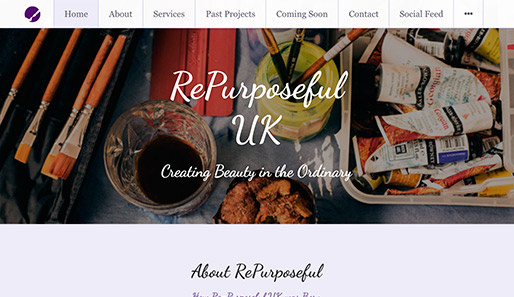 Home
About
Services
Past Projects
Coming Soon
Contact
Social Feed
•••
RePurposeful
UK
Creating Beauty in the Ordinary
About RePurposeful